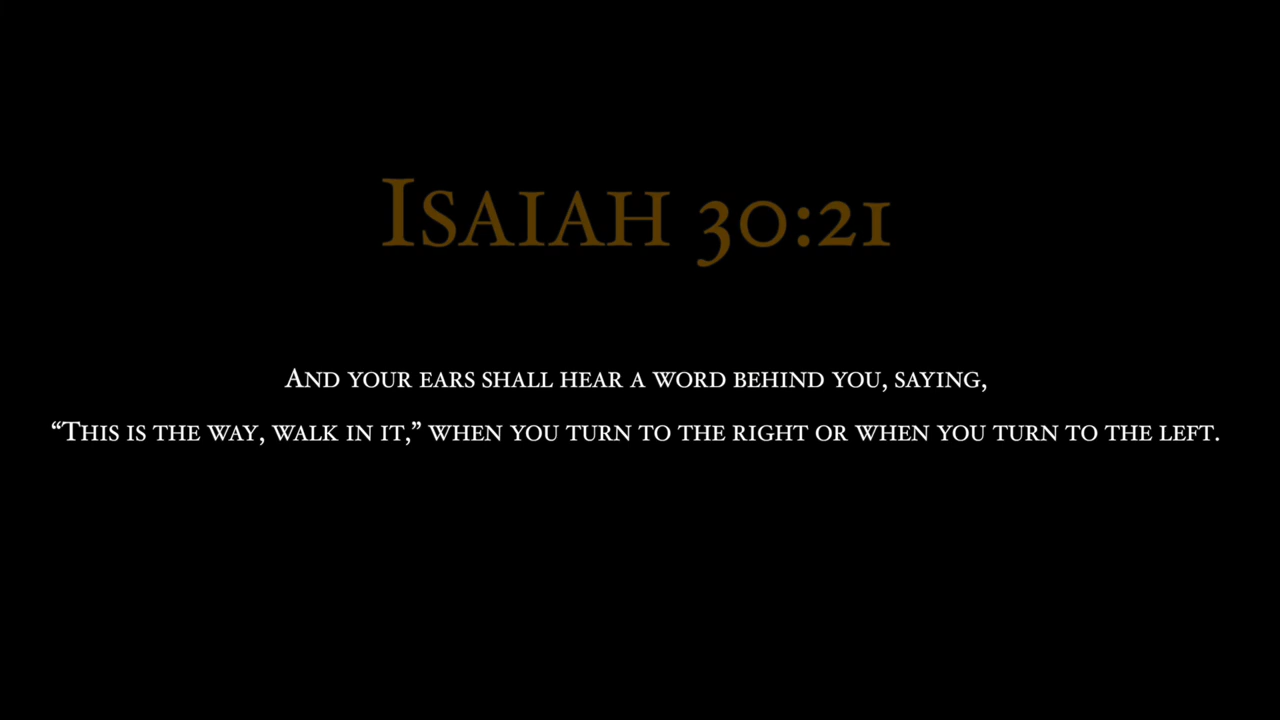 Isaiah 30:21
And your ears shall hear a word behind you, saying,
“This is the way, walk in it,” when you turn to the right or when you turn to the left.